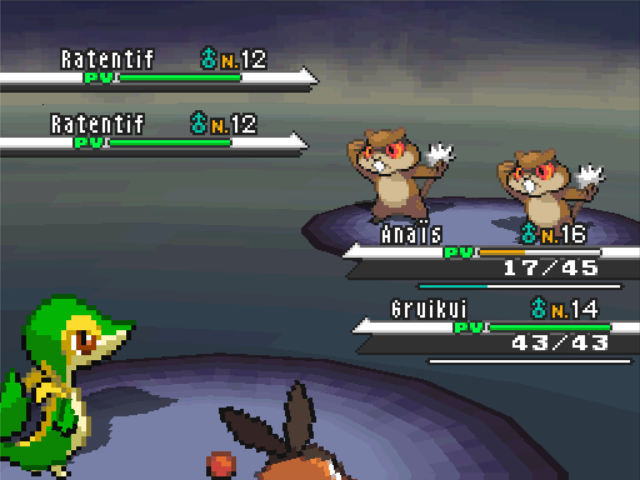 Ratentif ♂ N.12
PV
Ratentif ♂ N.12
PV
Anaïs ♂ N.16
PV
17/45
Gruikui ♂ N.14
PV
43/43